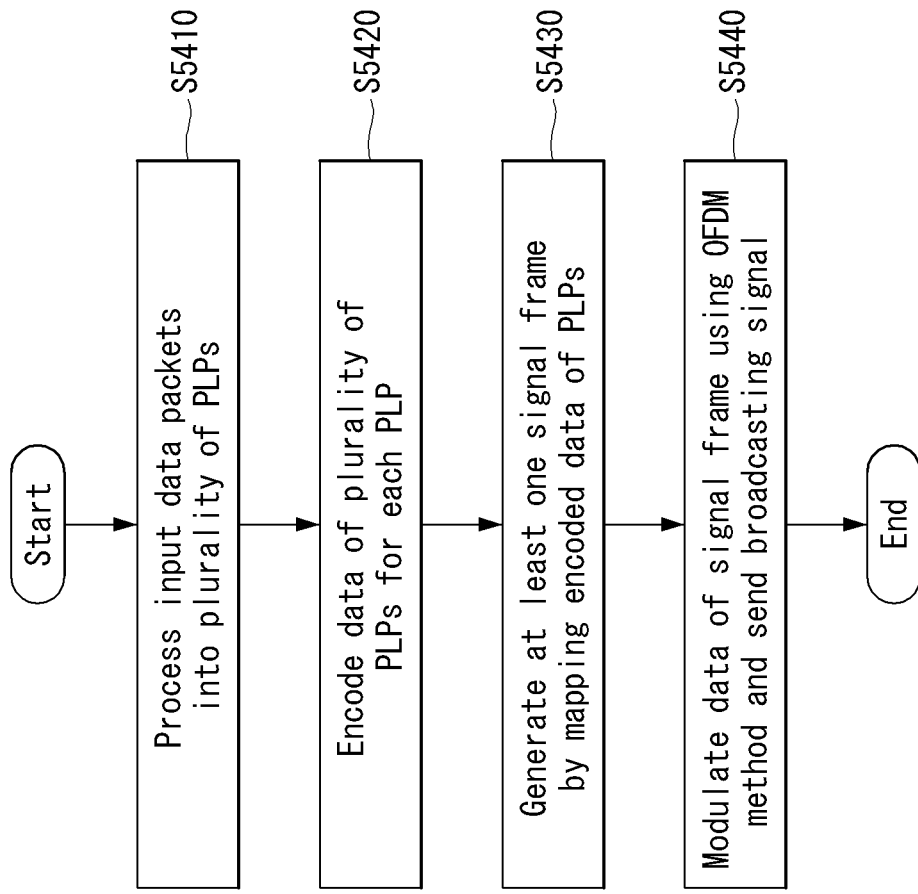 Start
Process input data packets
into plurality of PLPs
S5410
Encode data of plurality of
PLPs for each PLP
S5420
Generate at least one signal frame
by mapping encoded data of PLPs
S5430
Modulate data of signal frame using OFDM
method and send broadcasting signal
S5440
End